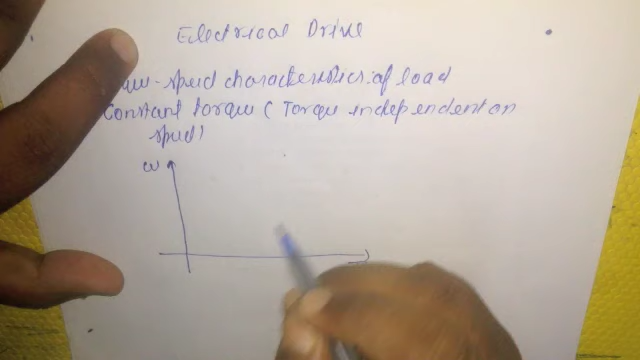 Electrical Drive
speed characteristics of load
Constant torque ( Torque independent on
speed)
ω